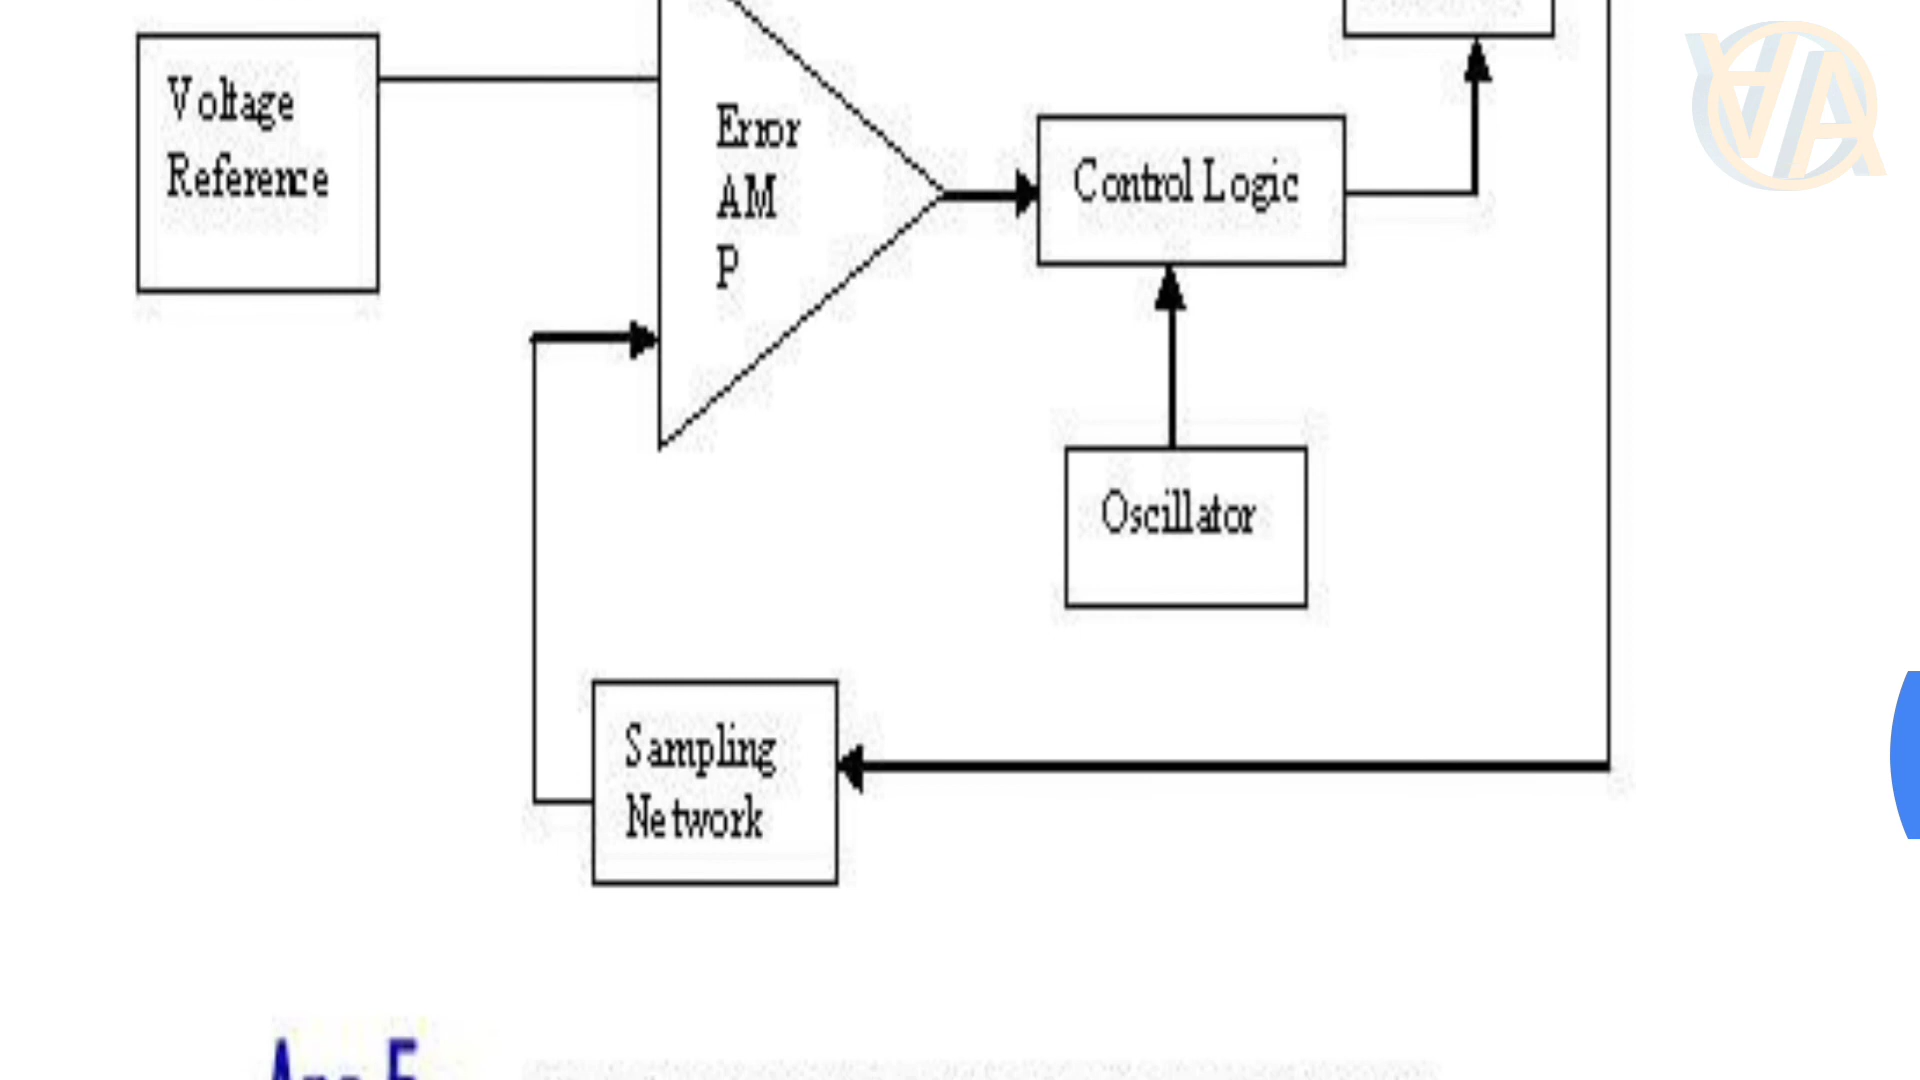 Voltage
Reference
Error
AM
P
Control Logic
Oscillator
Sampling
Network